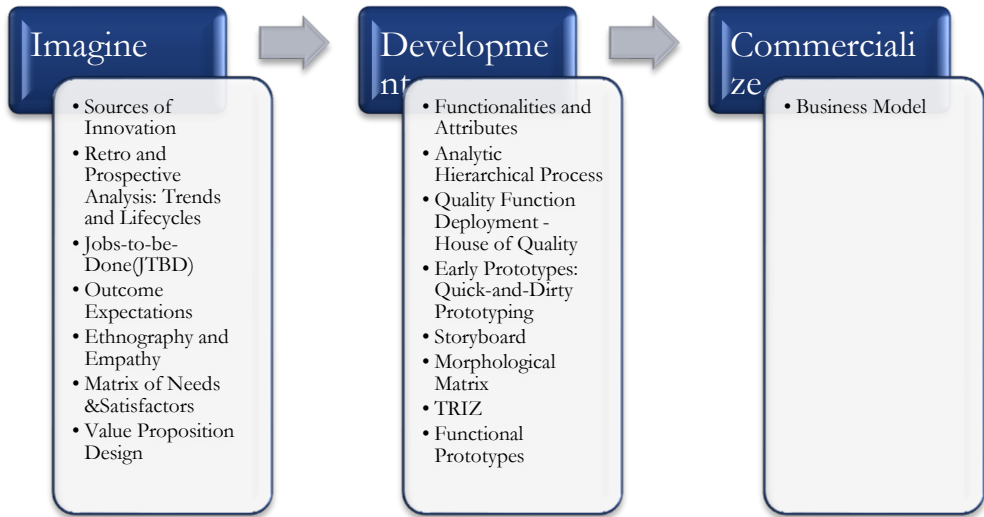 Imagine
• Sources of
Innovation
• Retro and
Prospective
Analysis: Trends
and Lifecycles
• Jobs-to-be-
Done(JTBD)
• Outcome
Expectations
• Ethnography and
Empathy
• Matrix of Needs
&Satisfactors
• Value Proposition
Design
Developme
nt
• Functionalities and
Attributes
• Analytic
Hierarchical Process
• Quality Function
Deployment -
House of Quality
• Early Prototypes:
Quick-and-Dirty
Prototyping
• Storyboard
• Morphological
Matrix
• TRIZ
• Functional
Prototypes
Commerciali
ze
• Business Model